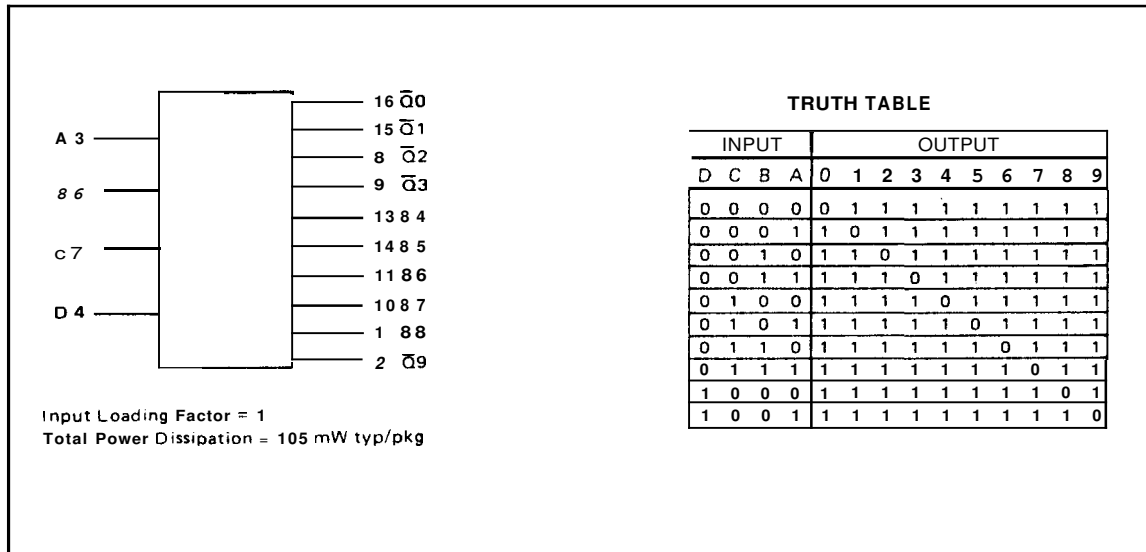 16 Q̅0
A 3
15 Q̅1
8 Q̅2
8 6
9 Q̅3
13 8 4
C 7
14 8 5
11 8 6
10 8 7
D 4
1 8 8
2 Q̅9
Input Loading Factor = 1
Total Power Dissipation = 105 mW typ/pkg
TRUTH TABLE
INPUT OUTPUT
D C B A 0 1 2 3 4 5 6 7 8 9
0 0 0 0 0 1 1 1 1 1 1 1 1 1
0 0 0 1 1 0 1 1 1 1 1 1 1 1
0 0 1 0 1 1 0 1 1 1 1 1 1 1
0 0 1 1 1 1 1 0 1 1 1 1 1 1
0 1 0 0 1 1 1 1 0 1 1 1 1 1
0 1 0 1 1 1 1 1 1 0 1 1 1 1
0 1 1 0 1 1 1 1 1 1 0 1 1 1
0 1 1 1 1 1 1 1 1 1 1 0 1 1
1 0 0 0 1 1 1 1 1 1 1 1 0 1
1 0 0 1 1 1 1 1 1 1 1 1 1 0